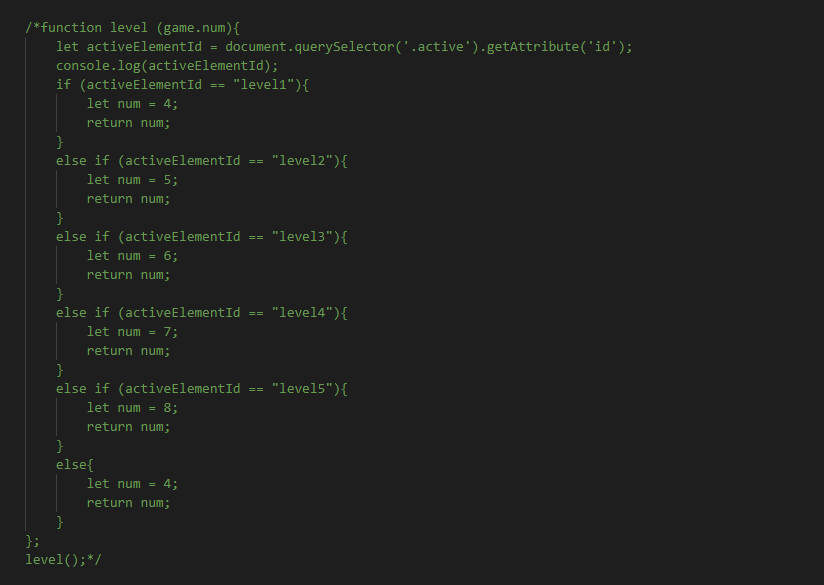 /*function level (game.num){
    let activeElementId = document.querySelector('.active').getAttribute('id');
    console.log(activeElementId);
    if (activeElementId == "level1"){
        let num = 4;
        return num;
    }
    else if (activeElementId == "level2"){
        let num = 5;
        return num;
    }
    else if (activeElementId == "level3"){
        let num = 6;
        return num;
    }
    else if (activeElementId == "level4"){
        let num = 7;
        return num;
    }
    else if (activeElementId == "level5"){
        let num = 8;
        return num;
    }
    else{
        let num = 4;
        return num;
    }
};
level();*/